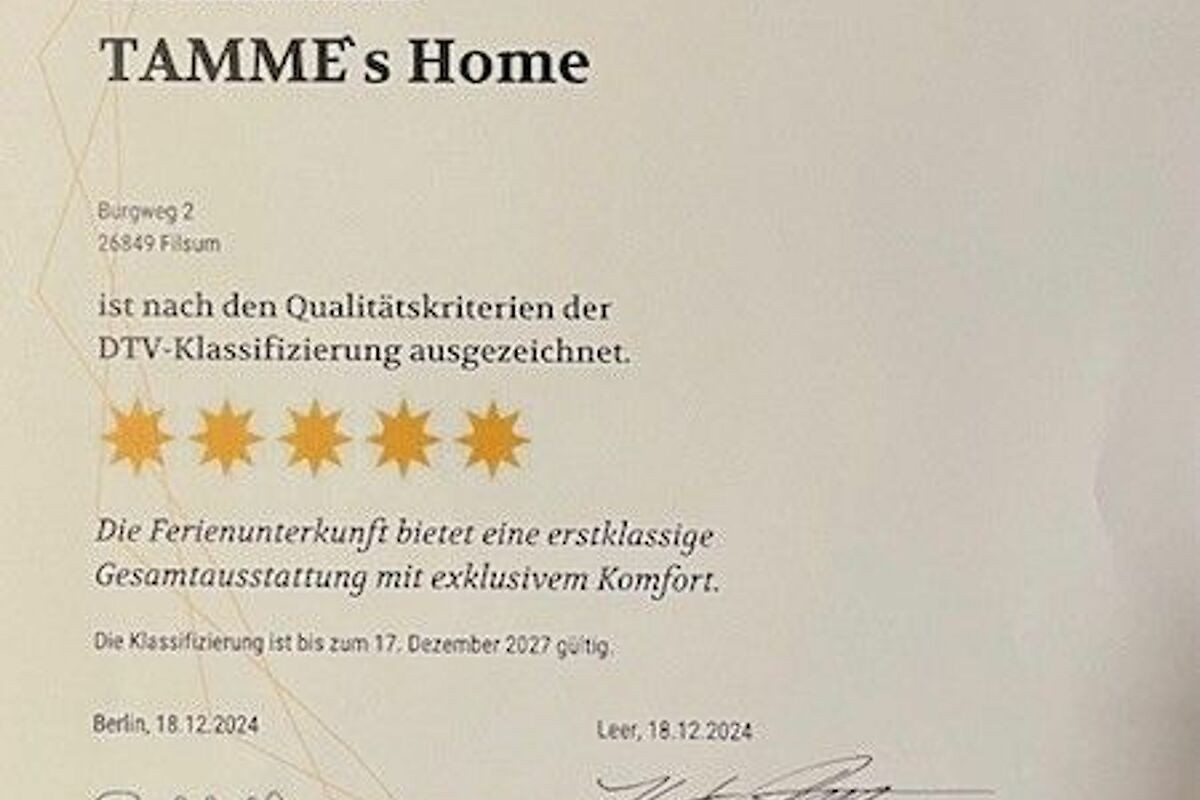 TAMME`s Home
Burgweg 2
26849 Filsum
ist nach den Qualitätskriterien der
DTV-Klassifizierung ausgezeichnet.
Die Ferienunterkunft bietet eine erstklassige
Gesamtausstattung mit exklusivem Komfort.
Die Klassifizierung ist bis zum 17. Dezember 2027 gültig.
Berlin, 18.12.2024
Leer, 18.12.2024